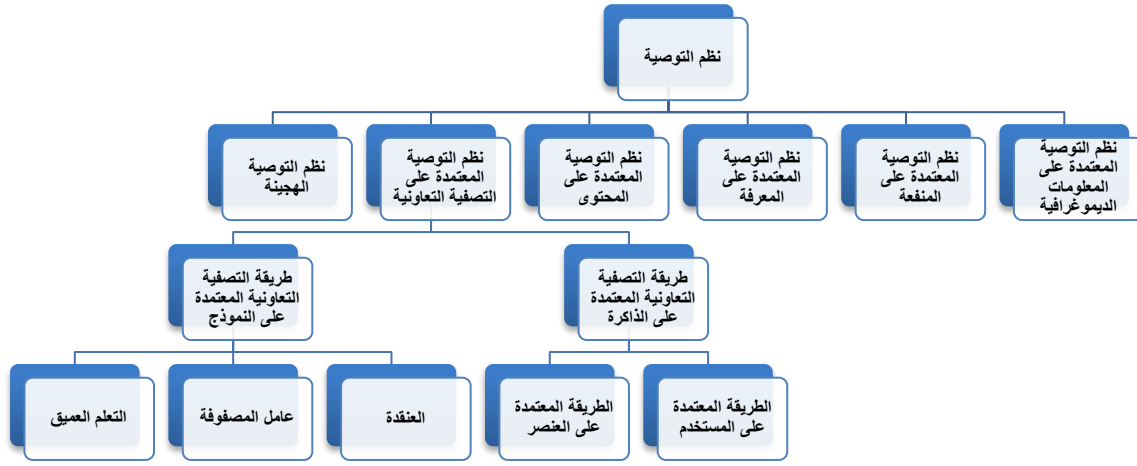 نظم التوصية
نظم التوصية
المعتمدة على
المعلومات
الديموغرافية
نظم التوصية
المعتمدة على
المنفعة
نظم التوصية
المعتمدة على
المعرفة
نظم التوصية
المعتمدة على
المحتوى
نظم التوصية
المعتمدة على
التصفية التعاونية
نظم التوصية
الهجينة
طريقة التصفية
التعاونية المعتمدة
على الذاكرة
طريقة التصفية
التعاونية المعتمدة
على النموذج
الطريقة المعتمدة
على المستخدم
الطريقة المعتمدة
على العنصر
العنقدة
عامل المصفوفة
التعلم العميق